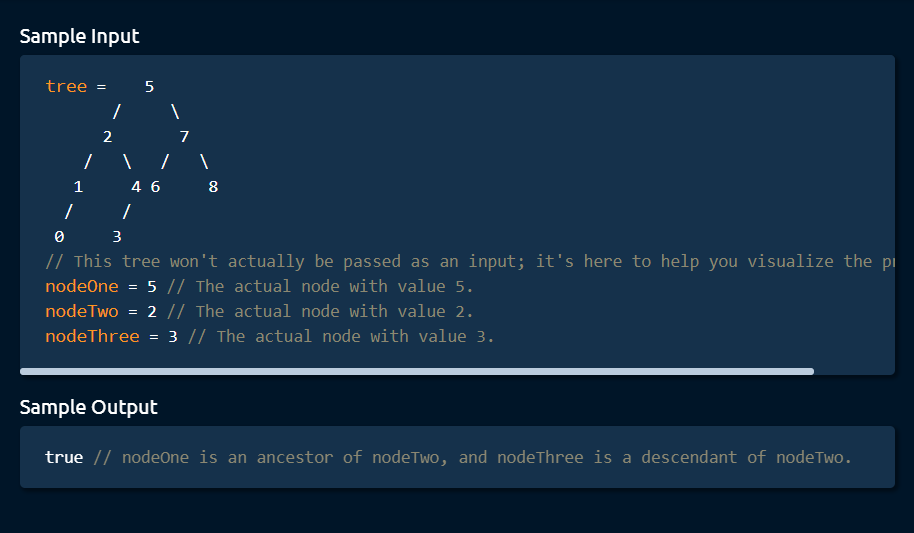 Sample Input
tree =    5
       /     \
      2       7
    /   \   /   \
   1     4 6     8
  /     /
 0     3
// This tree won't actually be passed as an input; it's here to help you visualize the
nodeOne = 5 // The actual node with value 5.
nodeTwo = 2 // The actual node with value 2.
nodeThree = 3 // The actual node with value 3.
Sample Output
true // nodeOne is an ancestor of nodeTwo, and nodeThree is a descendant of nodeTwo.